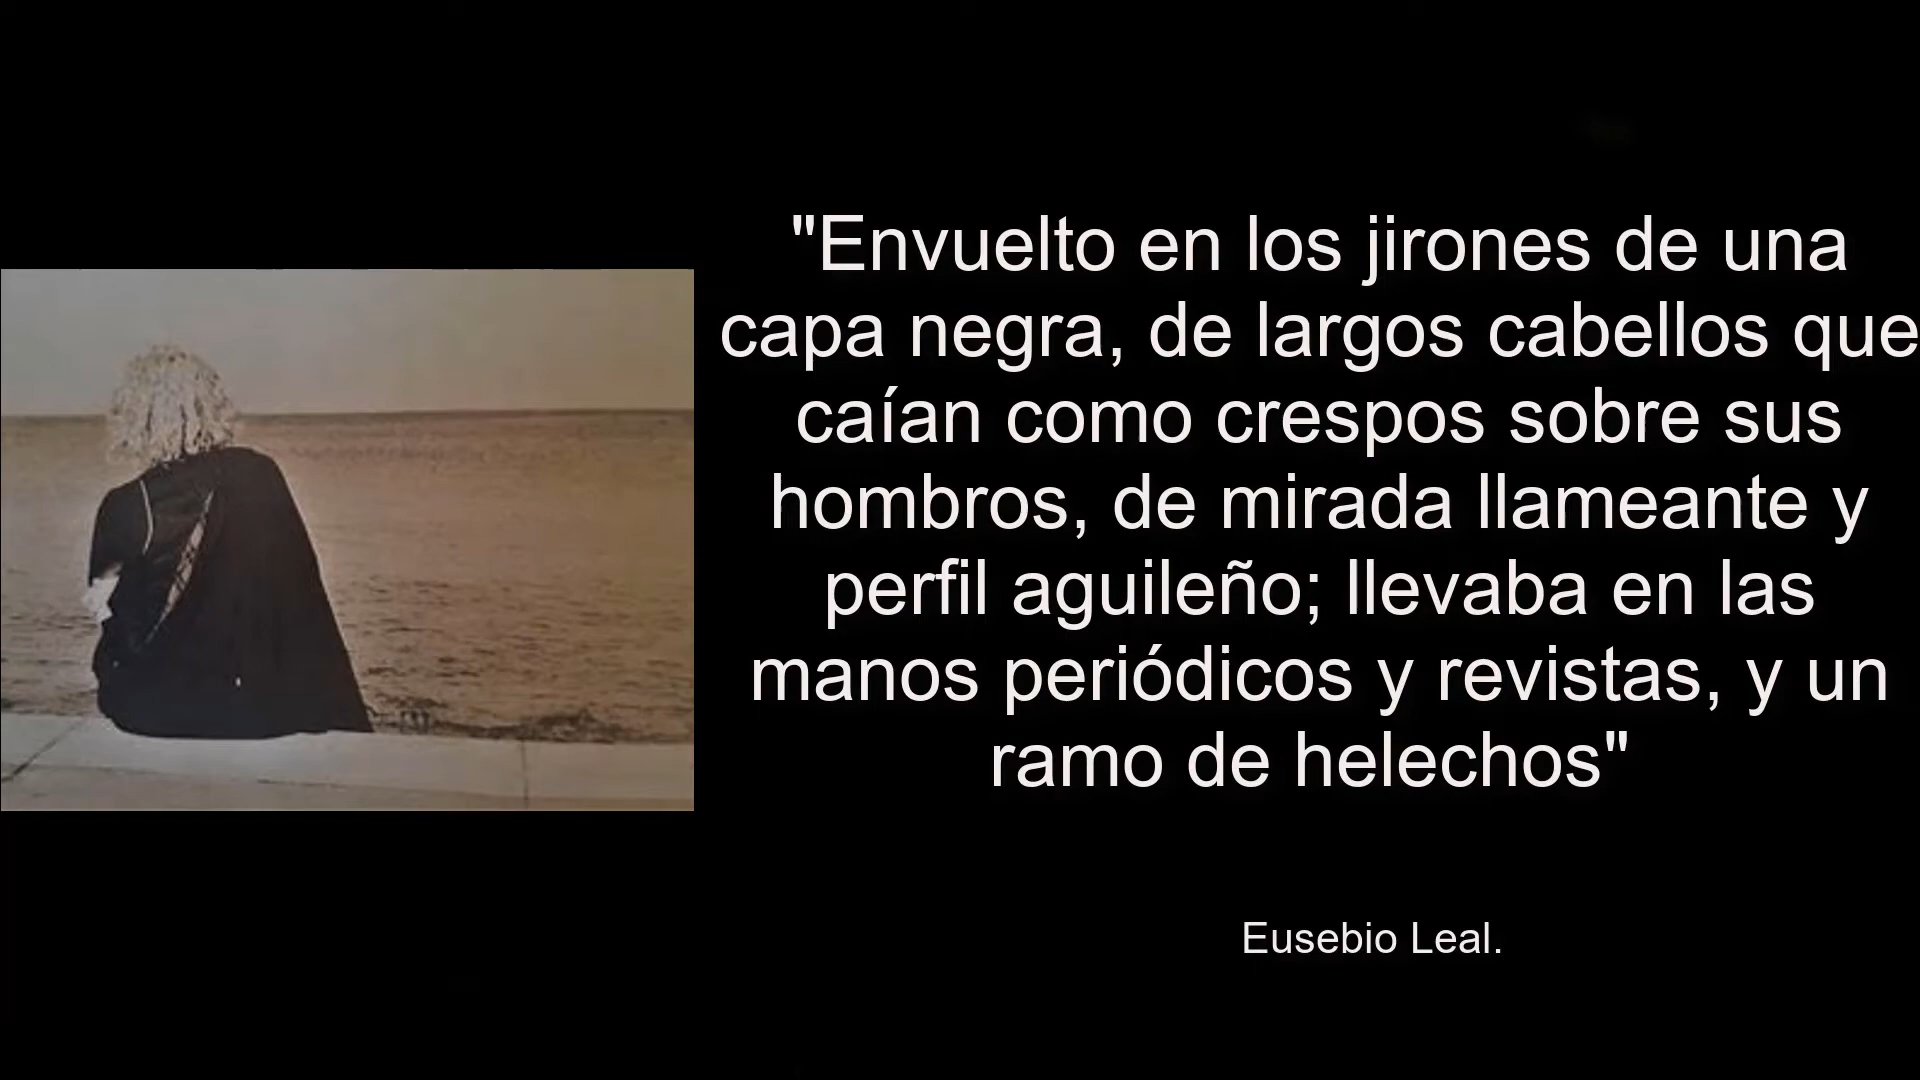 "Envuelto en los jirones de una
capa negra, de largos cabellos que
caían como crespos sobre sus
hombros, de mirada llameante y
perfil aguileño; llevaba en las
manos periódicos y revistas, y un
ramo de helechos"
Eusebio Leal.